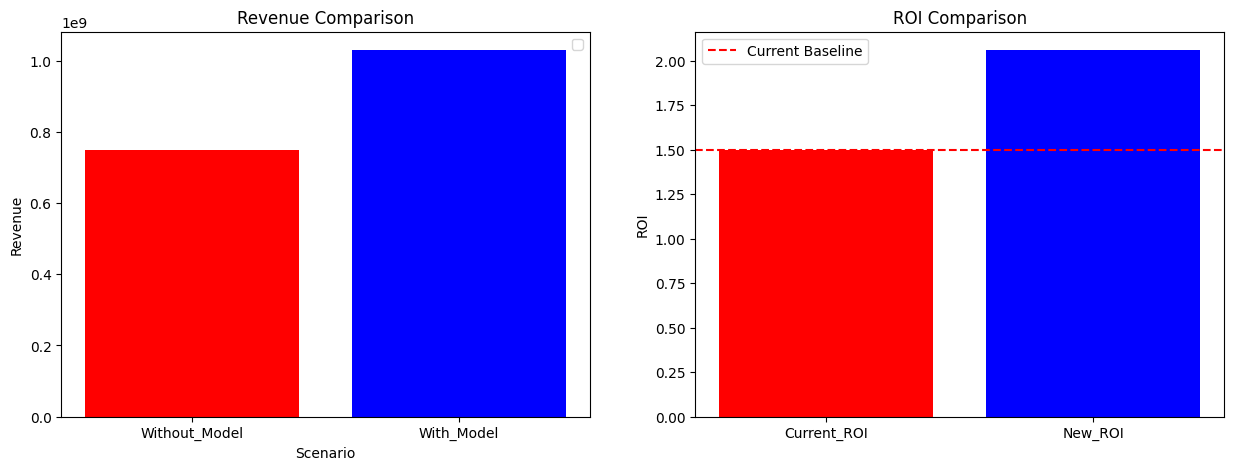 Revenue Comparison
1e9
1.0
0.8
0.6
0.4
0.2
0.0
Revenue
Without_Model
With_Model
Scenario
ROI Comparison
Current Baseline
2.00
1.75
1.50
1.25
1.00
0.75
0.50
0.25
0.00
ROI
Current_ROI
New_ROI